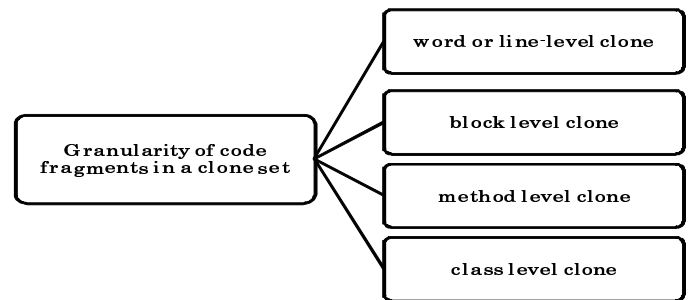 Granularity of code
fragments in a clone set
word or line-level clone
block level clone
method level clone
class level clone